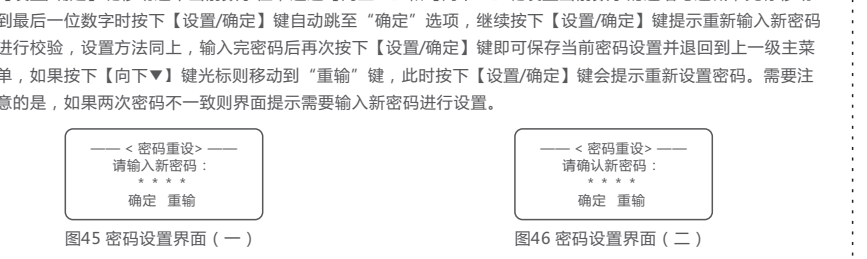 到最后一位数字时按下【设置/确定】键自动跳至“确定”选项，继续按下【设置/确定】键提示重新输入新密码
进行校验，设置方法同上，输入完密码后再次按下【设置/确定】键即可保存当前密码设置并退回到上一级主菜
单，如果按下【向下▼】键光标则移动到“重输”键，此时按下【设置/确定】键会提示重新设置密码。需要注
意的是，如果两次密码不一致则界面提示需要输入新密码进行设置。
—— < 密码重设> ——
请输入新密码：
* * * *
确定 重输
图45 密码设置界面（一）
—— < 密码重设> ——
请确认新密码：
* * * *
确定 重输
图46 密码设置界面（二）